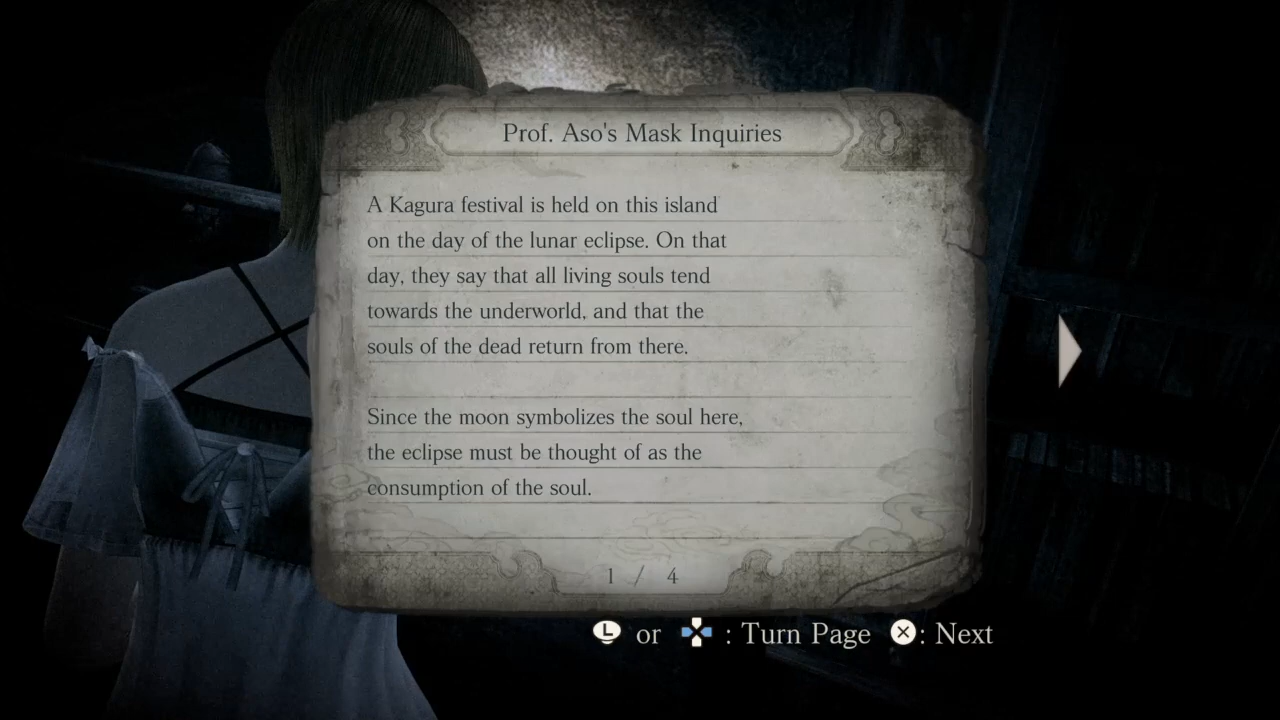 Prof. Aso's Mask Inquiries
A Kagura festival is held on this island
on the day of the lunar eclipse. On that
day, they say that all living souls tend
towards the underworld, and that the
souls of the dead return from there.
Since the moon symbolizes the soul here,
the eclipse must be thought of as the
consumption of the soul.
1 / 4
L or : Turn Page X: Next